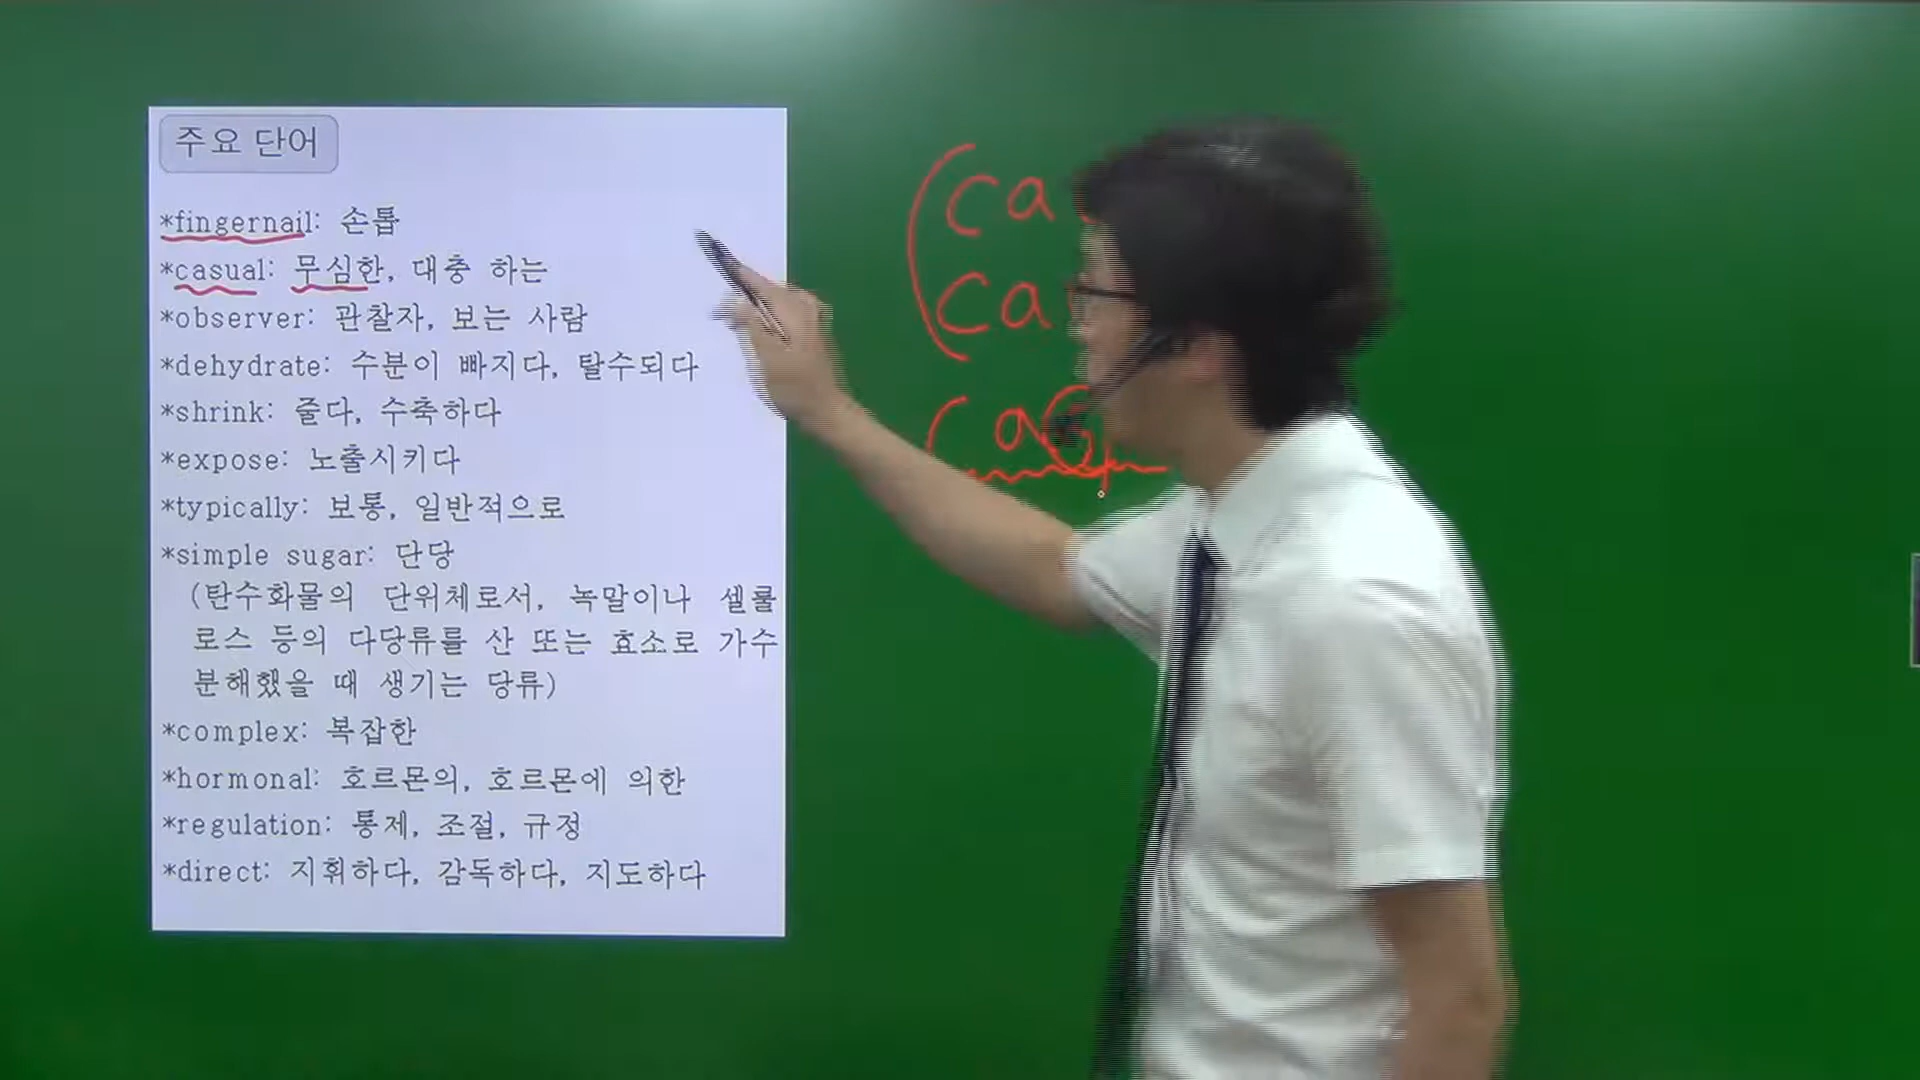 주요 단어
*fingernail: 손톱
*casual: 무심한, 대충 하는
*observer: 관찰자, 보는 사람
*dehydrate: 수분이 빠지다, 탈수되다
*shrink: 줄다, 수축하다
*expose: 노출시키다
*typically: 보통, 일반적으로
*simple sugar: 단당
(탄수화물의 단위체로서, 녹말이나 셀룰
로스 등의 다당류를 산 또는 효소로 가수
분해했을 때 생기는 당류)
*complex: 복잡한
*hormonal: 호르몬의, 호르몬에 의한
*regulation: 통제, 조절, 규정
*direct: 지휘하다, 감독하다, 지도하다